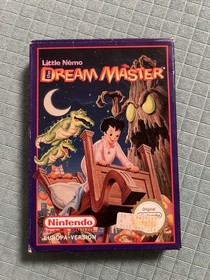 Little Nemo
THE DREAM MASTER
Nintendo
Original
EUROPA-VERSION